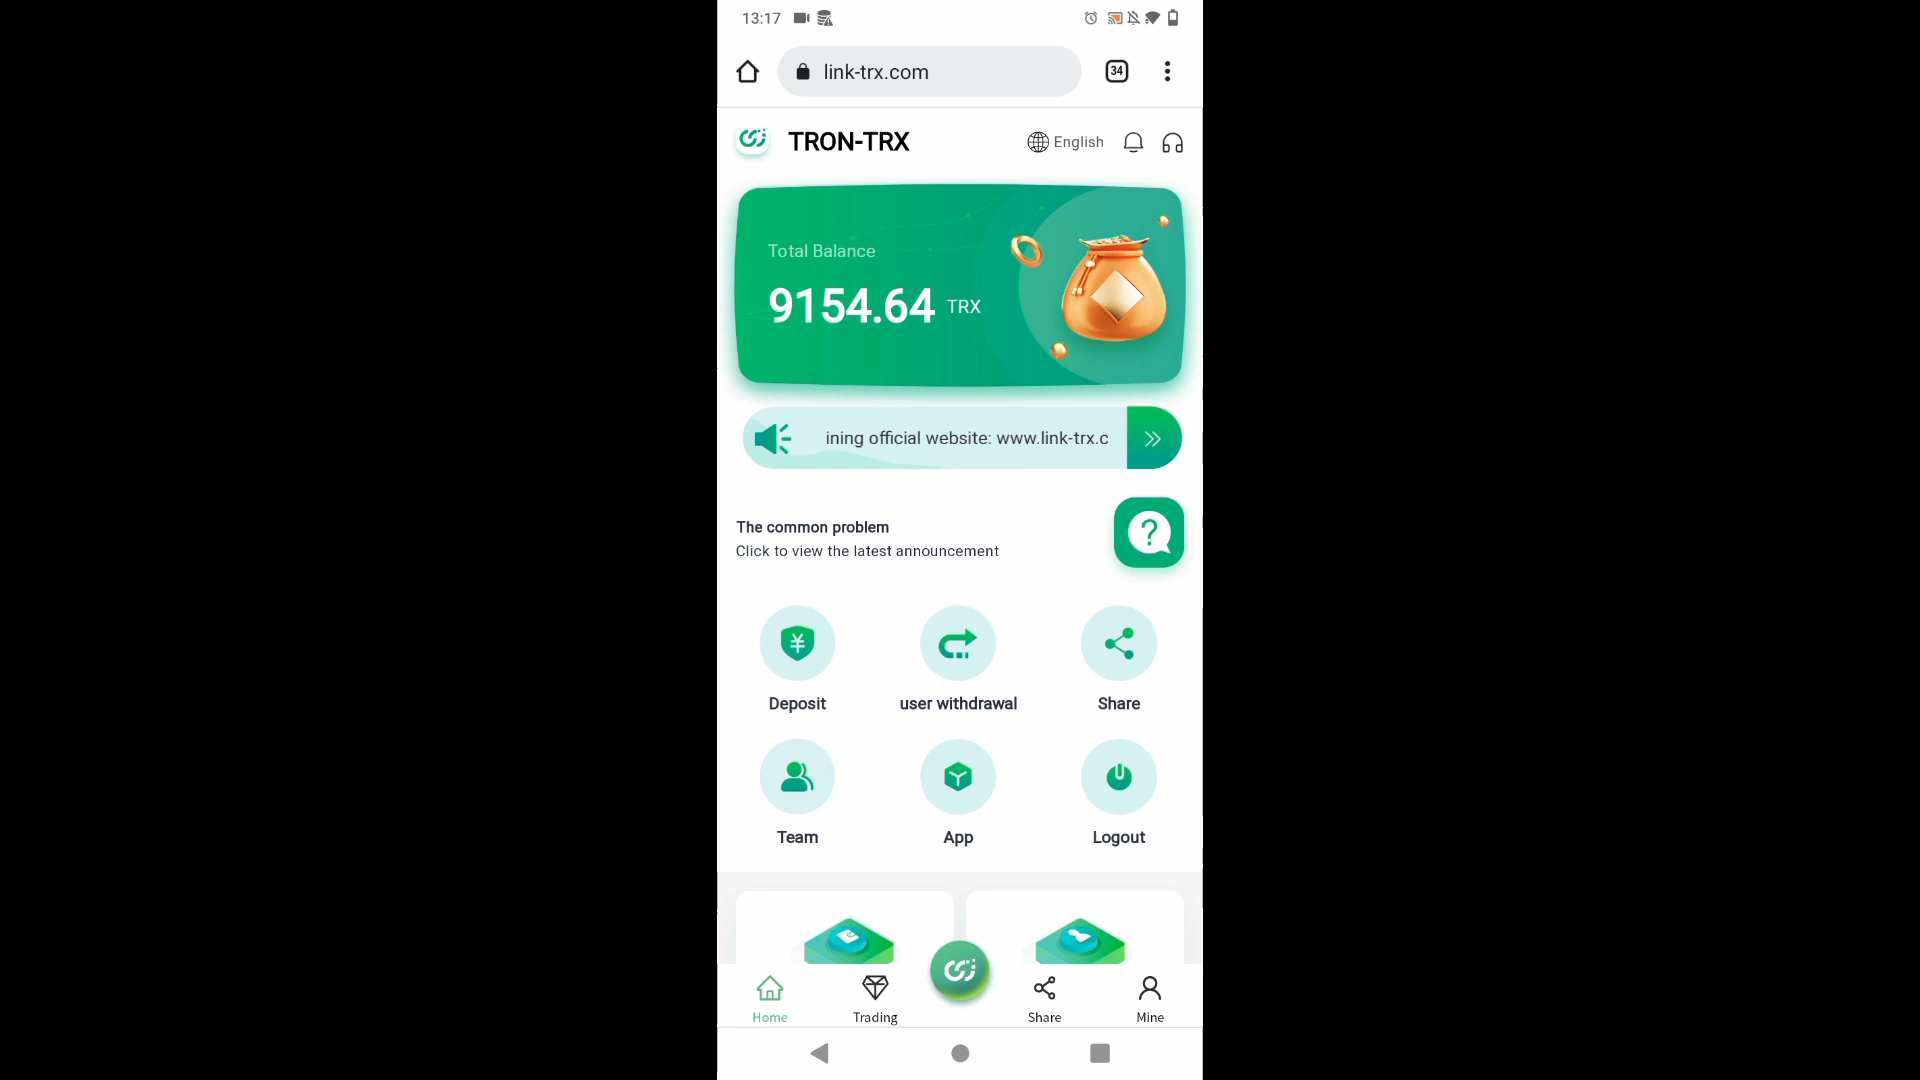 13:17
link-trx.com
34
TRON-TRX
English
Total Balance
9154.64 TRX
ining official website: www.link-trx.c
The common problem
Click to view the latest announcement
Deposit
user withdrawal
Share
Team
App
Logout
Home
Trading
Share
Mine